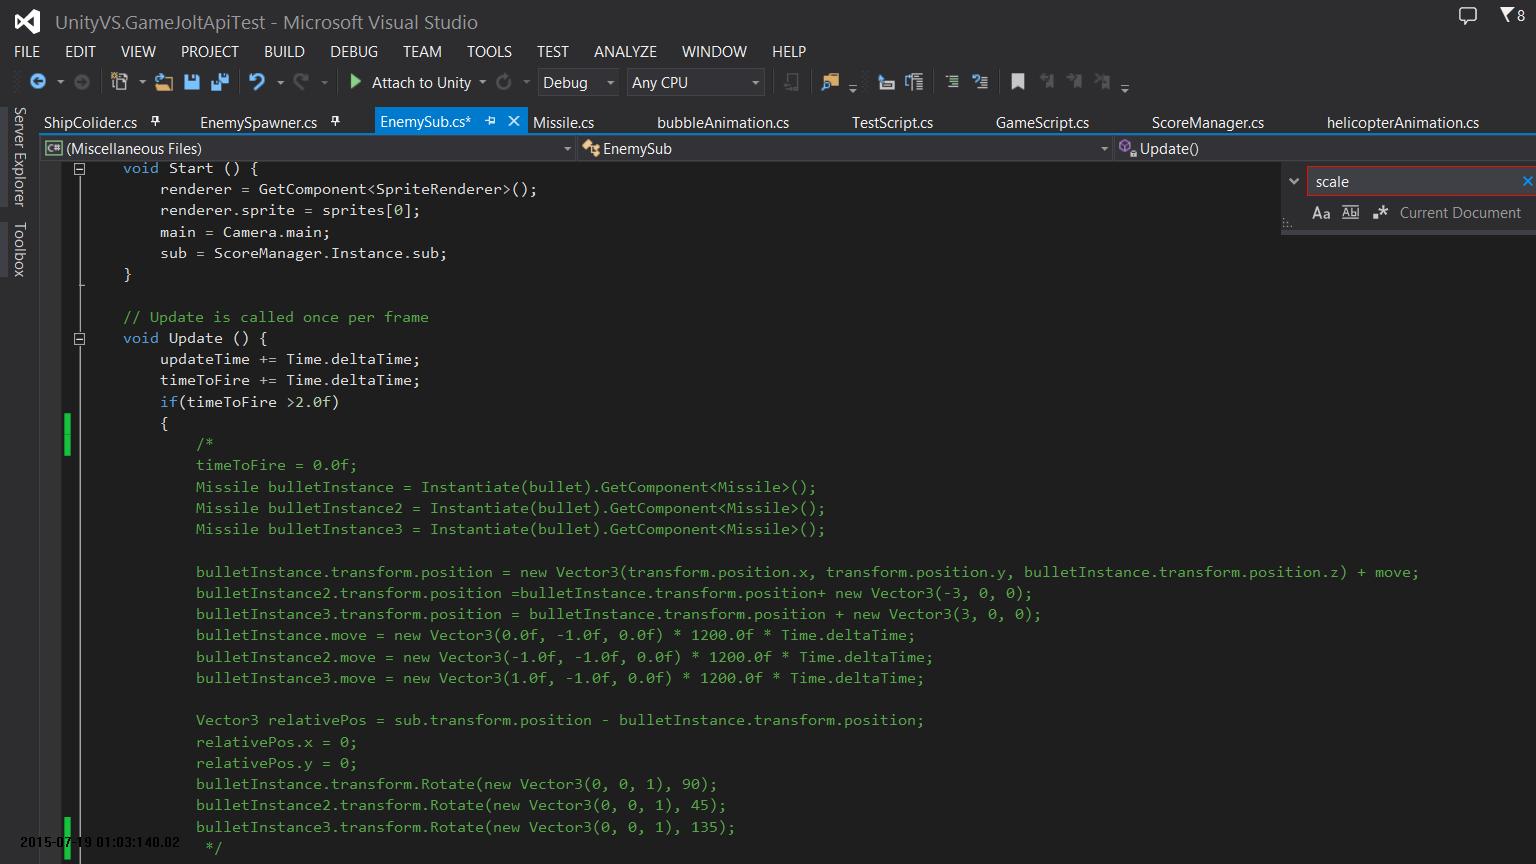 UnityVS.GameJoltApiTest - Microsoft Visual Studio
8
FILE EDIT VIEW PROJECT BUILD DEBUG TEAM TOOLS TEST ANALYZE WINDOW HELP
Attach to Unity Debug Any CPU
Server Explorer
Toolbox
ShipColider.cs EnemySpawner.cs EnemySub.cs* Missile.cs bubbleAnimation.cs TestScript.cs GameScript.cs ScoreManager.cs helicopterAnimation.cs
C# (Miscellaneous Files) EnemySub Update()
scale
Aa Abl .* Current Document
void Start () {
renderer = GetComponent<SpriteRenderer>();
renderer.sprite = sprites[0];
main = Camera.main;
sub = ScoreManager.Instance.sub;
}
// Update is called once per frame
void Update () {
updateTime += Time.deltaTime;
timeToFire += Time.deltaTime;
if(timeToFire >2.0f)
{
/*
timeToFire = 0.0f;
Missile bulletInstance = Instantiate(bullet).GetComponent<Missile>();
Missile bulletInstance2 = Instantiate(bullet).GetComponent<Missile>();
Missile bulletInstance3 = Instantiate(bullet).GetComponent<Missile>();
bulletInstance.transform.position = new Vector3(transform.position.x, transform.position.y, bulletInstance.transform.position.z) + move;
bulletInstance2.transform.position =bulletInstance.transform.position+ new Vector3(-3, 0, 0);
bulletInstance3.transform.position = bulletInstance.transform.position + new Vector3(3, 0, 0);
bulletInstance.move = new Vector3(0.0f, -1.0f, 0.0f) * 1200.0f * Time.deltaTime;
bulletInstance2.move = new Vector3(-1.0f, -1.0f, 0.0f) * 1200.0f * Time.deltaTime;
bulletInstance3.move = new Vector3(1.0f, -1.0f, 0.0f) * 1200.0f * Time.deltaTime;
Vector3 relativePos = sub.transform.position - bulletInstance.transform.position;
relativePos.x = 0;
relativePos.y = 0;
bulletInstance.transform.Rotate(new Vector3(0, 0, 1), 90);
bulletInstance2.transform.Rotate(new Vector3(0, 0, 1), 45);
bulletInstance3.transform.Rotate(new Vector3(0, 0, 1), 135);
*/
2015-07-19 01:03:140.02